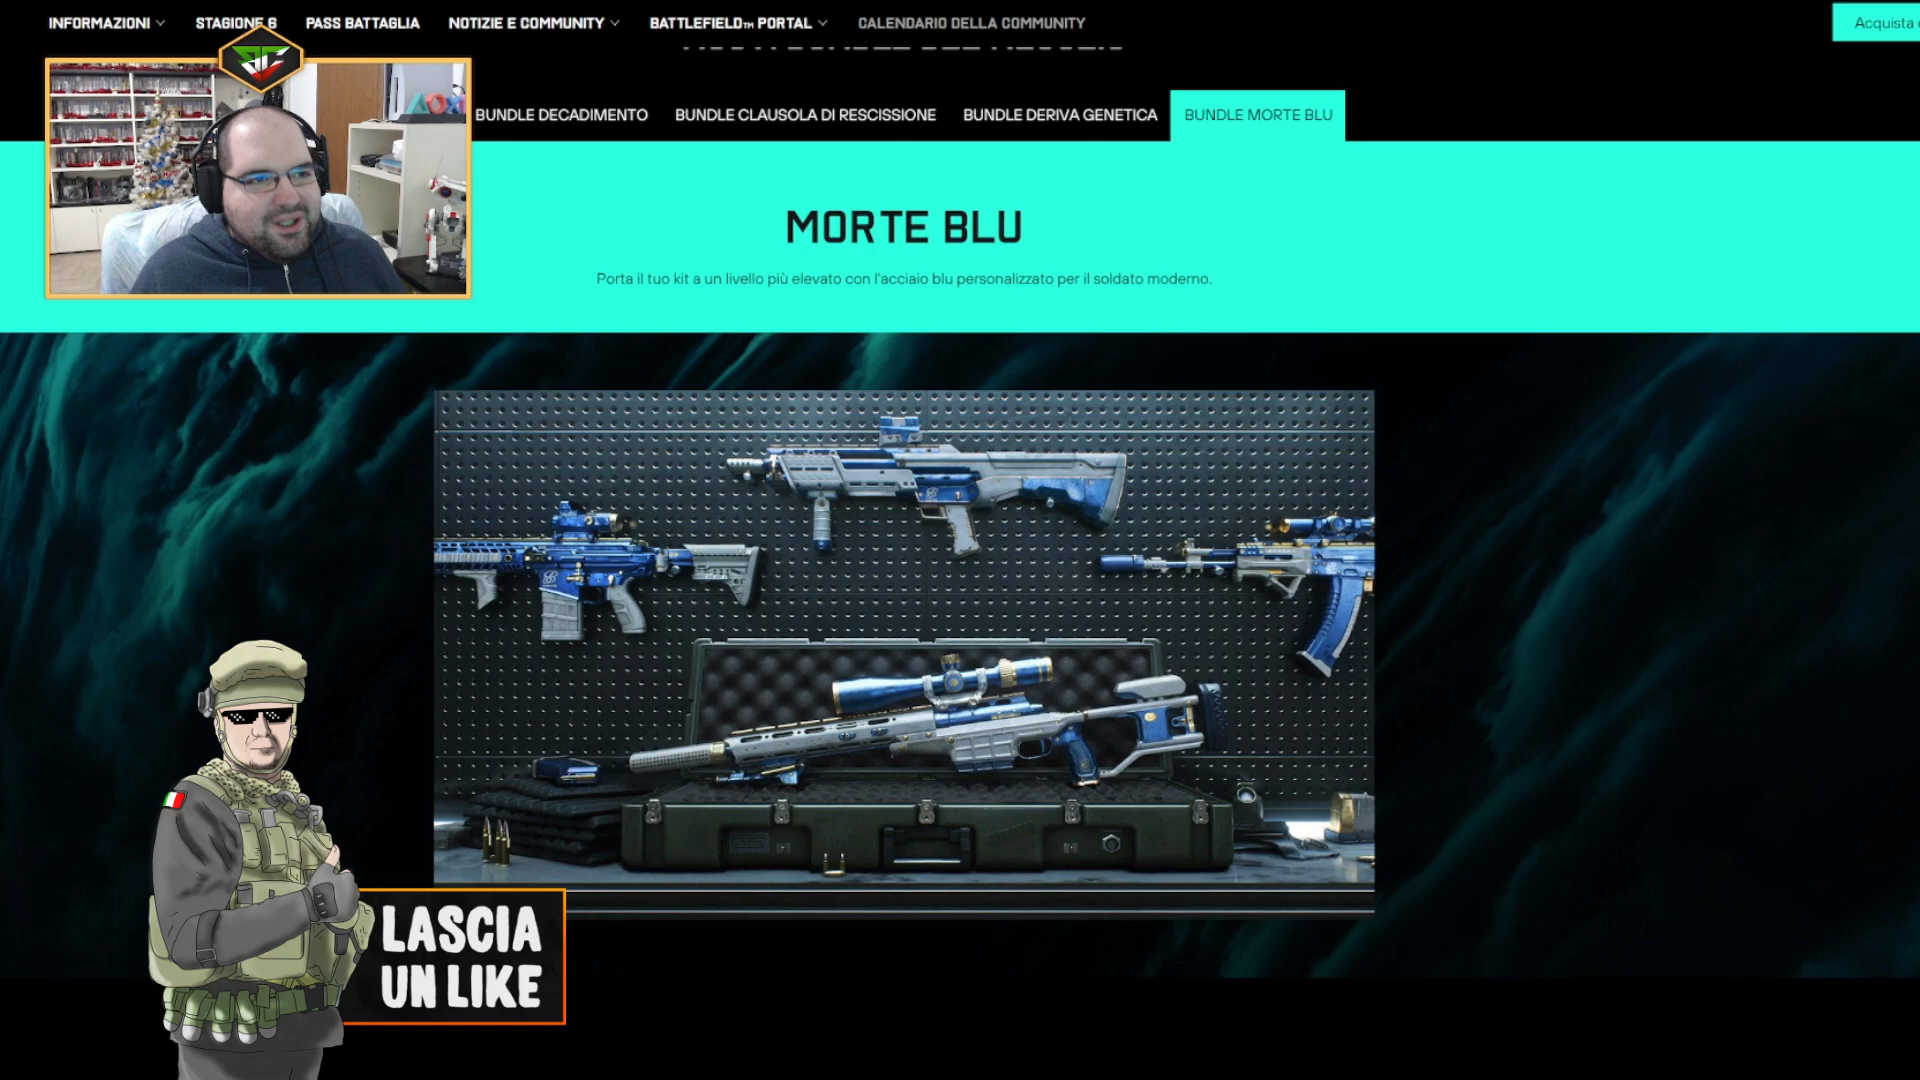 INFORMAZIONI STAGIONE 6 PASS BATTAGLIA NOTIZIE E COMMUNITY BATTLEFIELD™ PORTAL CALENDARIO DELLA COMMUNITY
Acquista
BUNDLE DECADIMENTO BUNDLE CLAUSOLA DI RESCISSIONE BUNDLE DERIVA GENETICA BUNDLE MORTE BLU
MORTE BLU
Porta il tuo kit a un livello più elevato con l'acciaio blu personalizzato per il soldato moderno.
LASCIA
UN LIKE